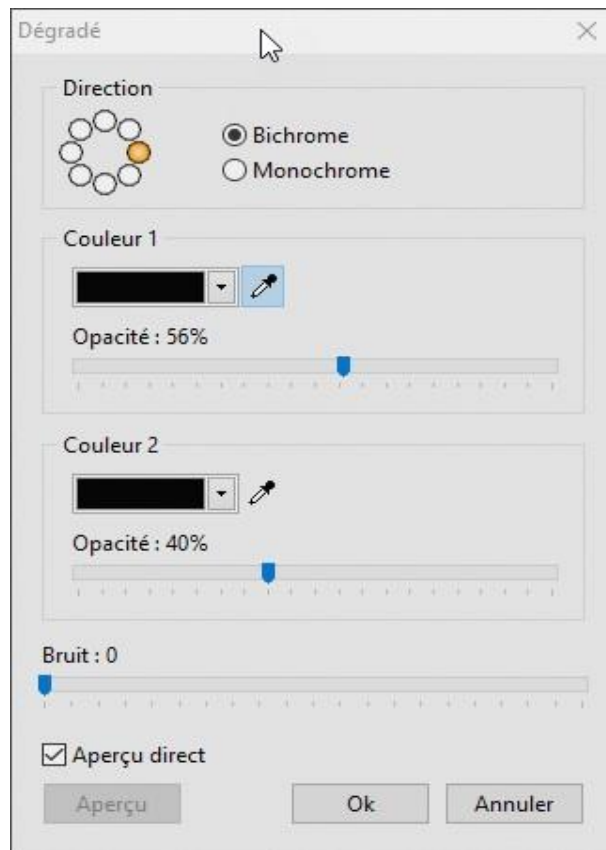 Dégradé
Direction
Bichrome
Monochrome
Couleur 1
Opacité : 56%
Couleur 2
Opacité : 40%
Bruit : 0
Aperçu direct
Aperçu
Ok
Annuler